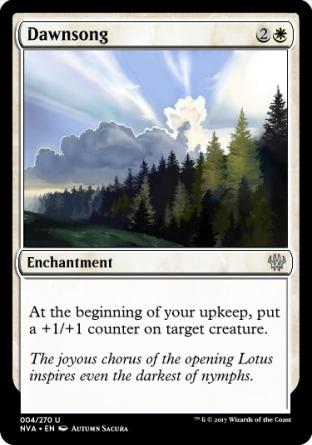 Dawnsong 2
Enchantment
At the beginning of your upkeep, put
a +1/+1 counter on target creature.
The joyous chorus of the opening Lotus
inspires even the darkest of nymphs.
004/270 U
NVA • EN Autumn Sacura
™ & © 2017 Wizards of the Coast